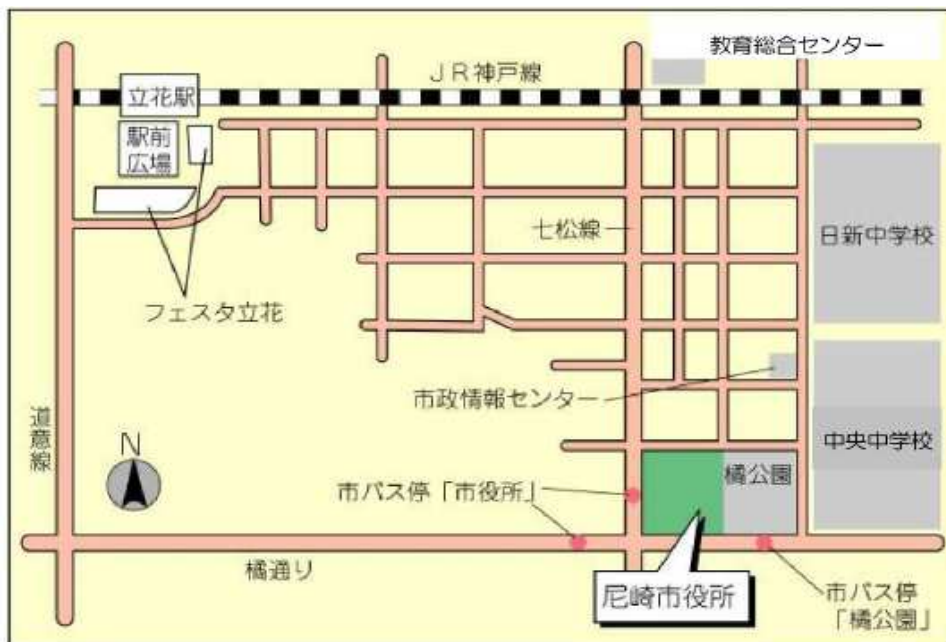 教育総合センター
JR神戸線
立花駅
駅前
広場
七松線
日新中学校
フェスタ立花
市政情報センター
道意線
中央中学校
N
橘公園
市バス停「市役所」
橘通り
尼崎市役所
市バス停
「橘公園」